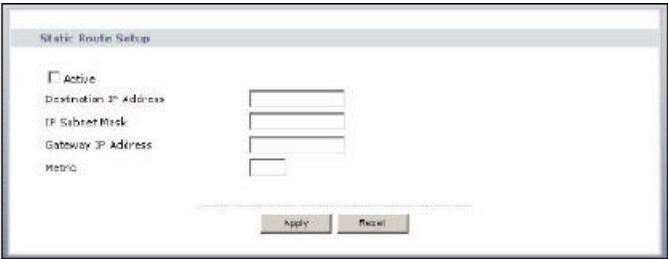 Static Route Setup
Active
Destination IP Address
IP Subnet Mask
Gateway IP Address
Metric
Apply
Reset